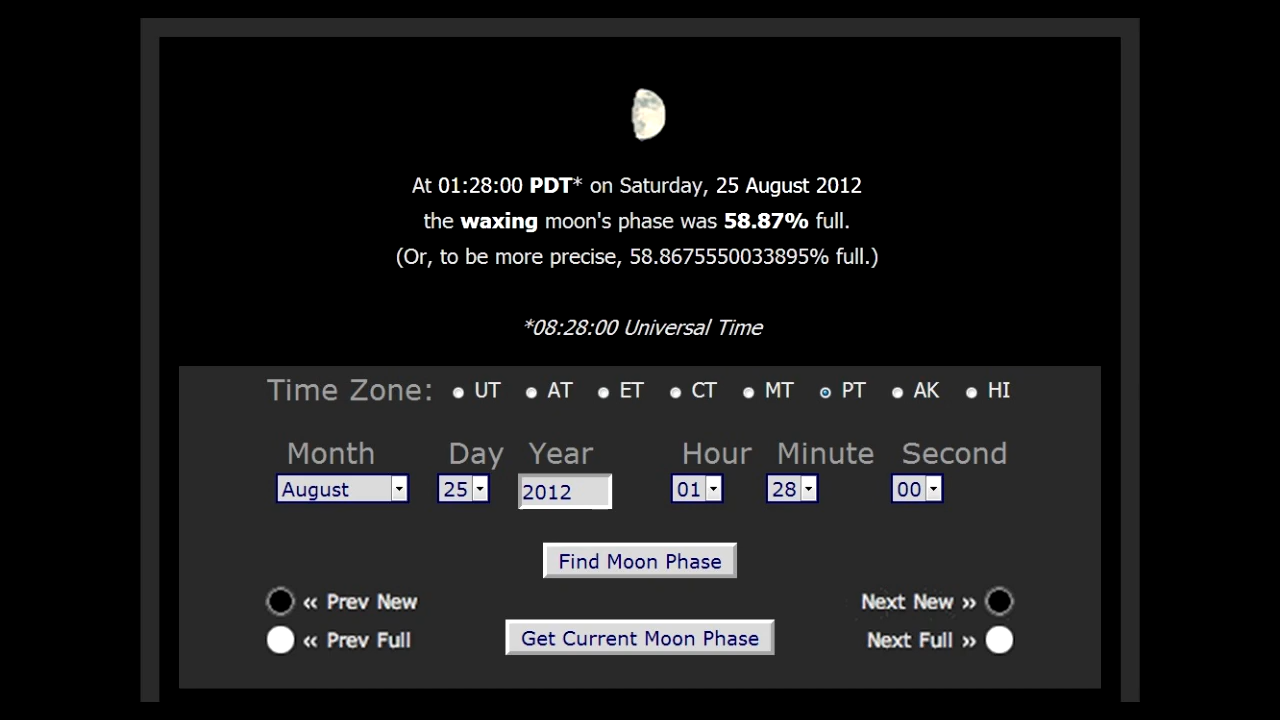 At 01:28:00 PDT* on Saturday, 25 August 2012
the waxing moon's phase was 58.87% full.
(Or, to be more precise, 58.8675550033895% full.)
*08:28:00 Universal Time
Time Zone: UT AT ET CT MT PT AK HI
Month Day Year Hour Minute Second
August 25 2012 01 28 00
Find Moon Phase
« Prev New Next New »
« Prev Full Get Current Moon Phase Next Full »